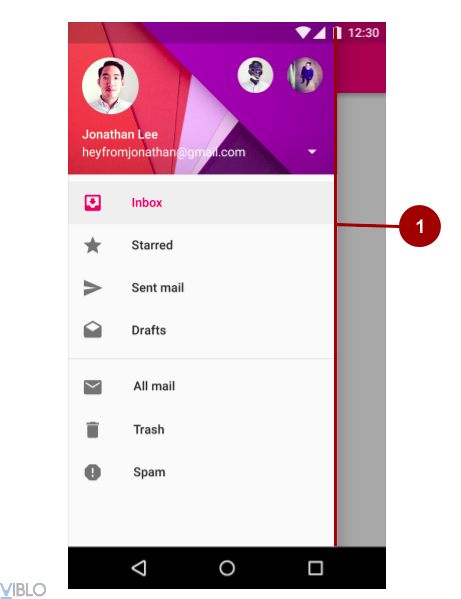 12:30
Jonathan Lee
heyfromjonathan@gmail.com
Inbox
1
Starred
Sent mail
Drafts
All mail
Trash
Spam
VIBLO